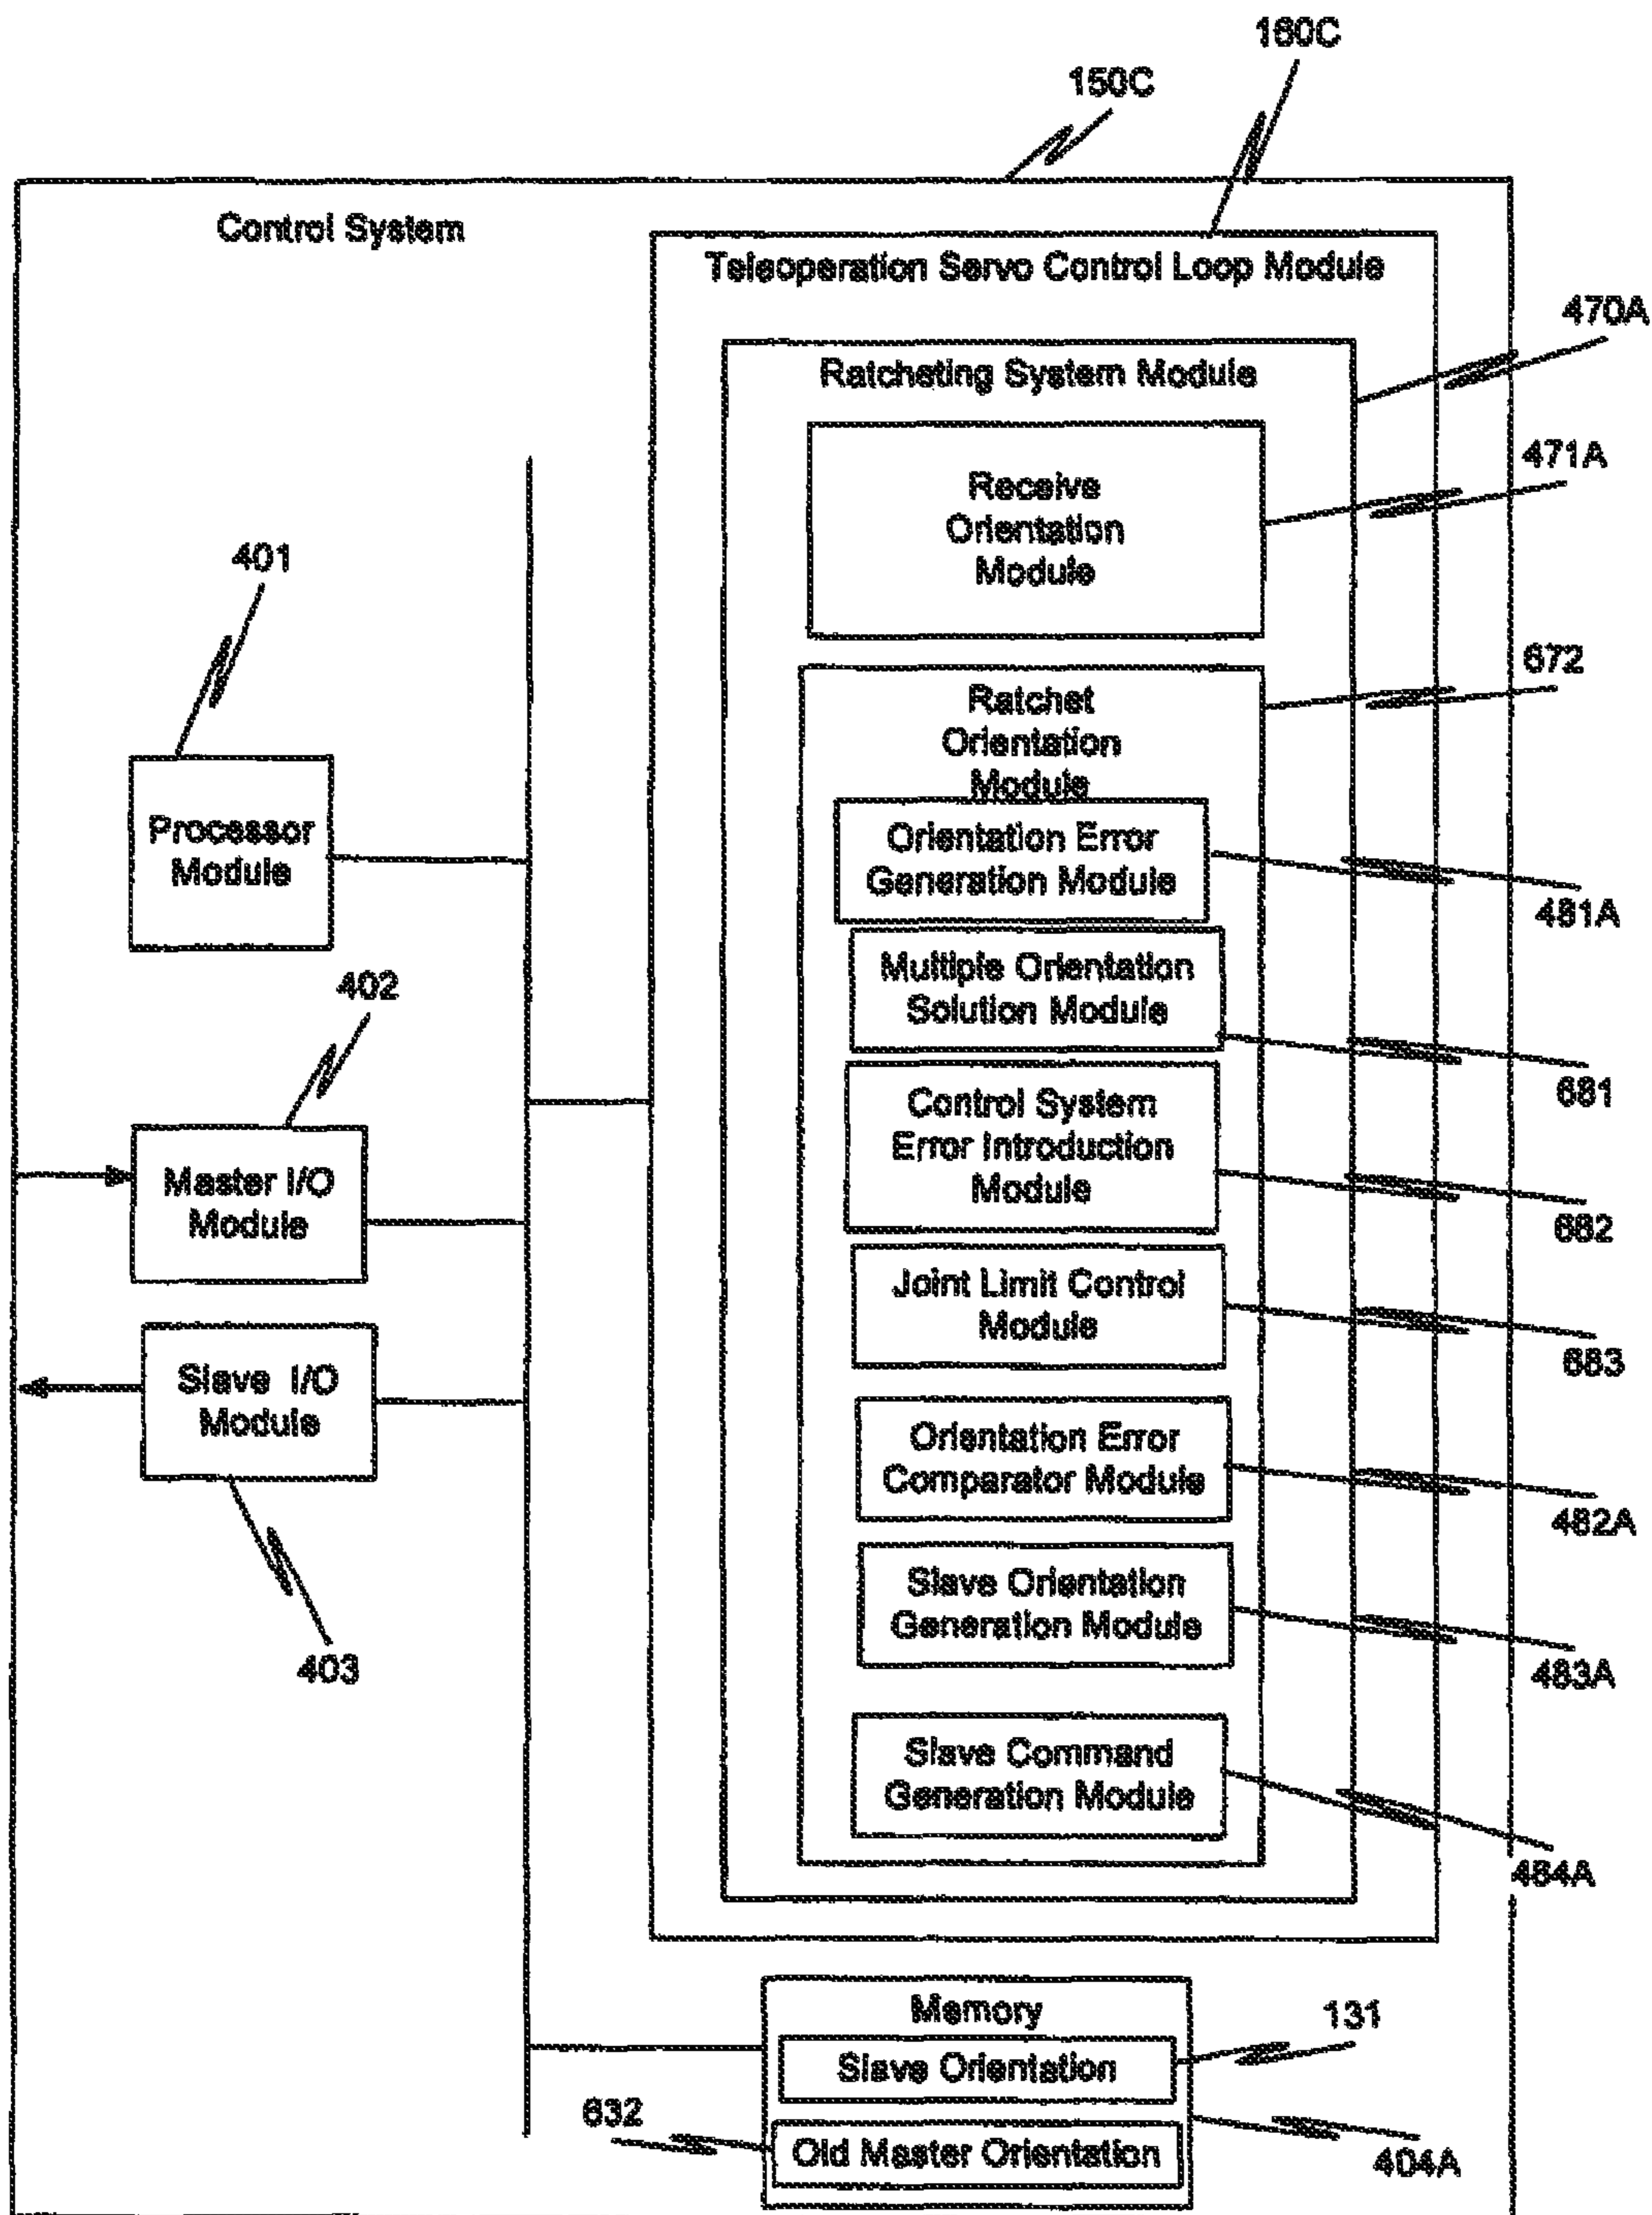 160C
150C
Control System
Teleoperation Servo Control Loop Module
470A
Ratcheting System Module
471A
Receive
Orientation
Module
401
672
Ratchet
Orientation
Module
Processor
Module
Orientation Error
Generation Module
481A
402
Multiple Orientation
Solution Module
681
Control System
Error Introduction
Module
682
Master I/O
Module
Joint Limit Control
Module
683
Slave I/O
Module
Orientation Error
Comparator Module
482A
Slave Orientation
Generation Module
483A
403
Slave Command
Generation Module
484A
Memory
131
Slave Orientation
632
Old Master Orientation
404A